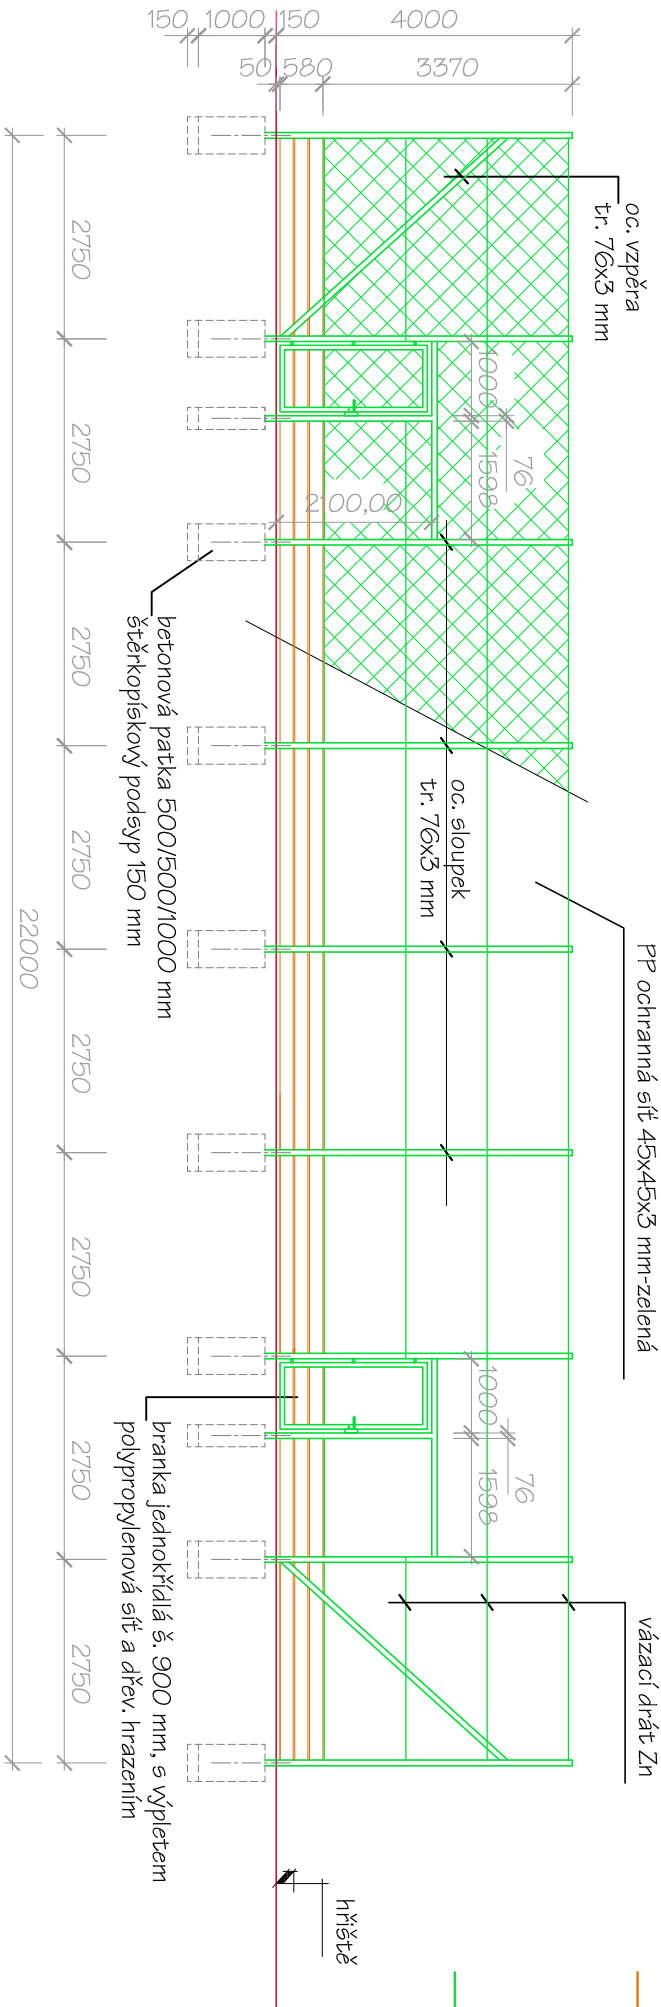 150 1000 150 4000
50 580 3370
oc. vzpěra
tr. 76x3 mm
1000
76
1598
2100,00
oc. sloupek
tr. 76x3 mm
PP ochranná síť 45x45x3 mm-zelená
1000
76
1598
vázací drát Zn
betonová patka 500/500/1000 mm
štěrkopískový podsyp 150 mm
branka jednokřídlá š. 900 mm, s výpletem
polypropylenová síť a dřev. hrazením
hřiště
2750 2750 2750 2750 2750 2750 2750 2750
22000